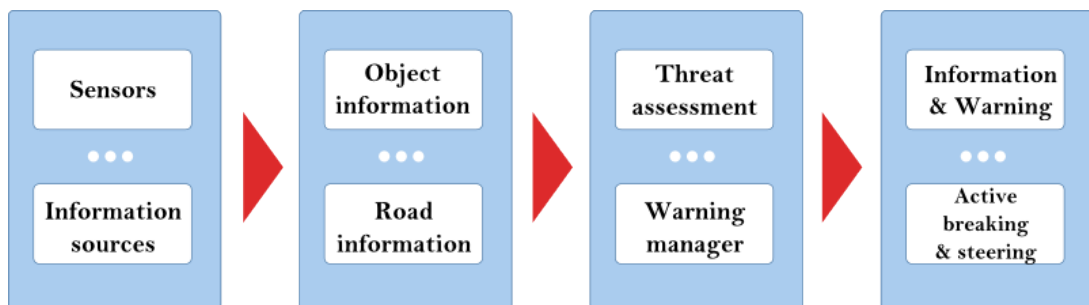 Sensors
Information
sources
Object
information
Road
information
Threat
assessment
Warning
manager
Information
& Warning
Active
breaking
& steering